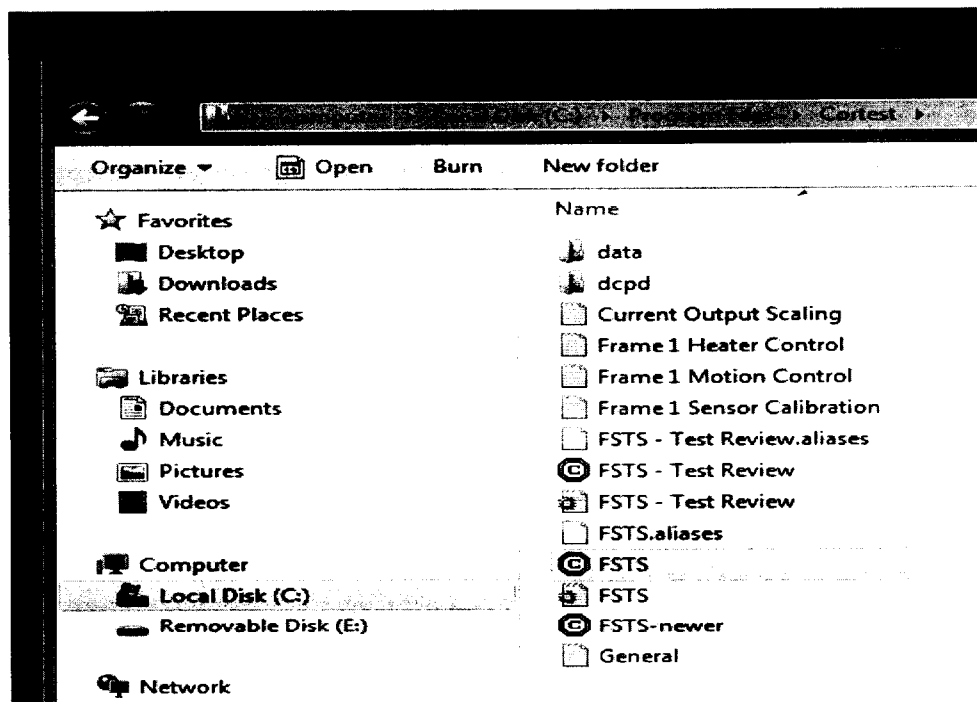 (C:) ▸ Program Files ▸ Cortest ▸
Organize ▾ Open Burn New folder
Favorites
Desktop
Downloads
Recent Places
Libraries
Documents
Music
Pictures
Videos
Computer
Local Disk (C:)
Removable Disk (E:)
Network
Name
data
dcpd
Current Output Scaling
Frame 1 Heater Control
Frame 1 Motion Control
Frame 1 Sensor Calibration
FSTS - Test Review.aliases
FSTS - Test Review
FSTS - Test Review
FSTS.aliases
FSTS
FSTS
FSTS-newer
General